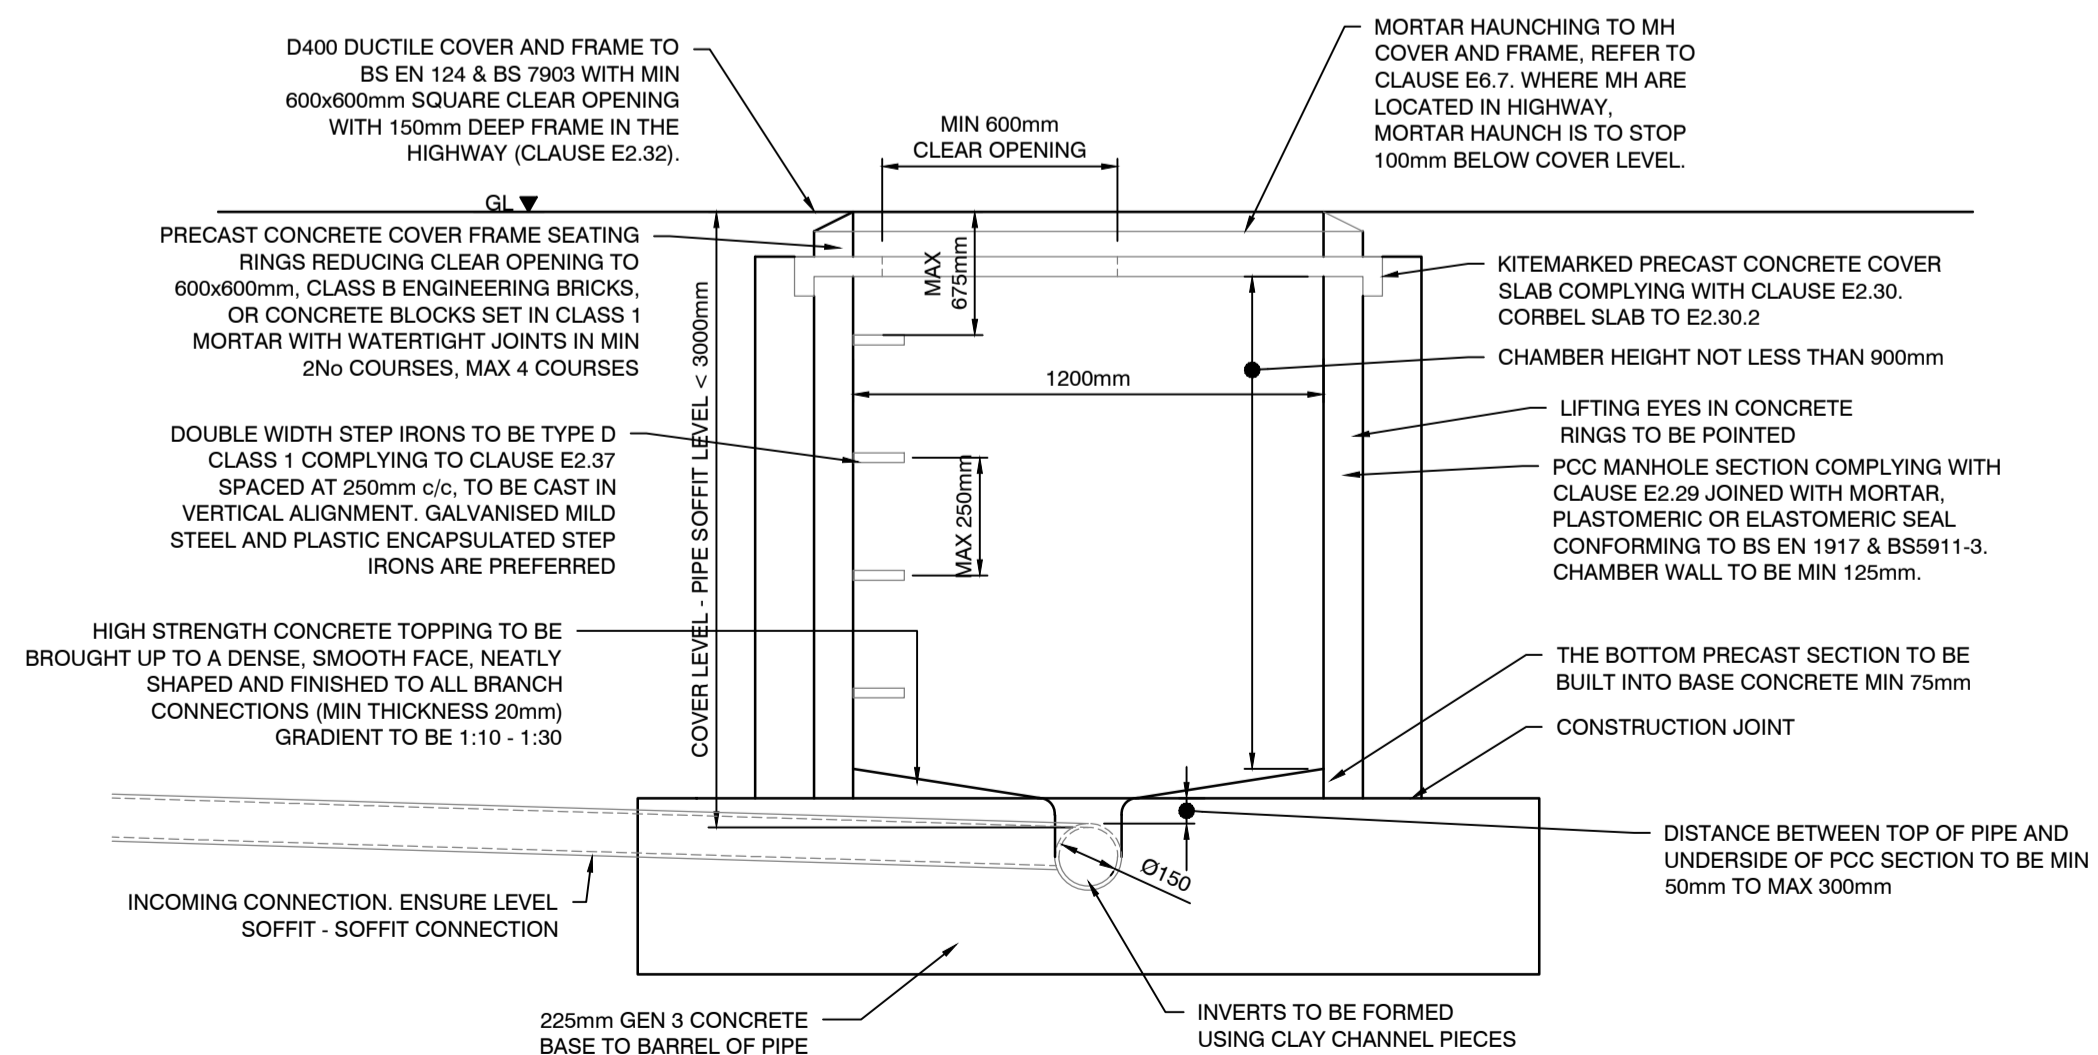 D400 DUCTILE COVER AND FRAME TO
BS EN 124 & BS 7903 WITH MIN
600x600mm SQUARE CLEAR OPENING
WITH 150mm DEEP FRAME IN THE
HIGHWAY (CLAUSE E2.32).
MIN 600mm
CLEAR OPENING
MORTAR HAUNCHING TO MH
COVER AND FRAME, REFER TO
CLAUSE E6.7. WHERE MH ARE
LOCATED IN HIGHWAY,
MORTAR HAUNCH IS TO STOP
100mm BELOW COVER LEVEL.
GL
PRECAST CONCRETE COVER FRAME SEATING
RINGS REDUCING CLEAR OPENING TO
600x600mm, CLASS B ENGINEERING BRICKS,
OR CONCRETE BLOCKS SET IN CLASS 1
MORTAR WITH WATERTIGHT JOINTS IN MIN
2No COURSES, MAX 4 COURSES
MAX
675mm
KITEMARKED PRECAST CONCRETE COVER
SLAB COMPLYING WITH CLAUSE E2.30.
CORBEL SLAB TO E2.30.2
CHAMBER HEIGHT NOT LESS THAN 900mm
1200mm
LIFTING EYES IN CONCRETE
RINGS TO BE POINTED
DOUBLE WIDTH STEP IRONS TO BE TYPE D
CLASS 1 COMPLYING TO CLAUSE E2.37
SPACED AT 250mm c/c, TO BE CAST IN
VERTICAL ALIGNMENT. GALVANISED MILD
STEEL AND PLASTIC ENCAPSULATED STEP
IRONS ARE PREFERRED
COVER LEVEL - PIPE SOFFIT LEVEL < 3000mm
MAX 250mm
PCC MANHOLE SECTION COMPLYING WITH
CLAUSE E2.29 JOINED WITH MORTAR,
PLASTOMERIC OR ELASTOMERIC SEAL
CONFORMING TO BS EN 1917 & BS5911-3.
CHAMBER WALL TO BE MIN 125mm.
HIGH STRENGTH CONCRETE TOPPING TO BE
BROUGHT UP TO A DENSE, SMOOTH FACE, NEATLY
SHAPED AND FINISHED TO ALL BRANCH
CONNECTIONS (MIN THICKNESS 20mm)
GRADIENT TO BE 1:10 - 1:30
THE BOTTOM PRECAST SECTION TO BE
BUILT INTO BASE CONCRETE MIN 75mm
CONSTRUCTION JOINT
DISTANCE BETWEEN TOP OF PIPE AND
UNDERSIDE OF PCC SECTION TO BE MIN
50mm TO MAX 300mm
Ø150
INCOMING CONNECTION. ENSURE LEVEL
SOFFIT - SOFFIT CONNECTION
225mm GEN 3 CONCRETE
BASE TO BARREL OF PIPE
INVERTS TO BE FORMED
USING CLAY CHANNEL PIECES